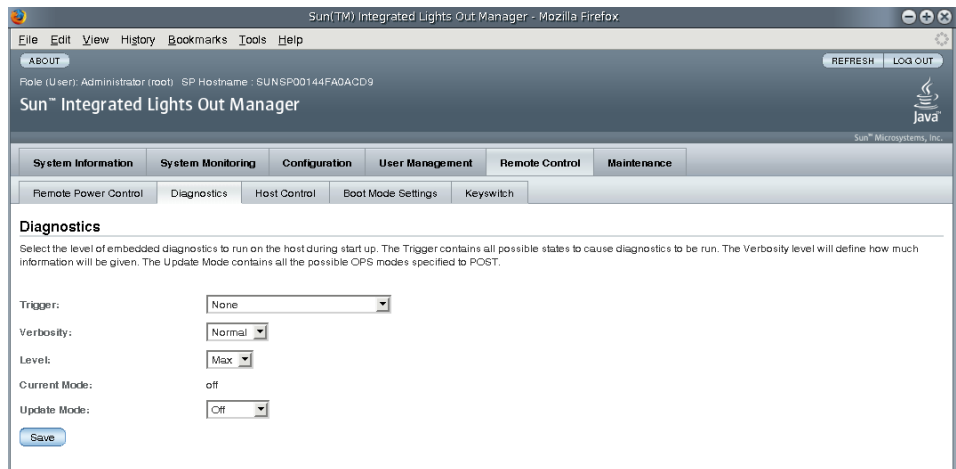 Sun(TM) Integrated Lights Out Manager - Mozilla Firefox
File Edit View History Bookmarks Tools Help
ABOUT
REFRESH LOG OUT
Role (User): Administrator (root) SP Hostname : SUNSP00144FA0ACD9
Sun™ Integrated Lights Out Manager
Java
Sun™ Microsystems, Inc.
System Information System Monitoring Configuration User Management Remote Control Maintenance
Remote Power Control Diagnostics Host Control Boot Mode Settings Keyswitch
Diagnostics
Select the level of embedded diagnostics to run on the host during start up. The Trigger contains all possible states to cause diagnostics to be run. The Verbosity level will define how much
information will be given. The Update Mode contains all the possible OPS modes specified to POST.
Trigger: None
Verbosity: Normal
Level: Max
Current Mode: off
Update Mode: Off
Save